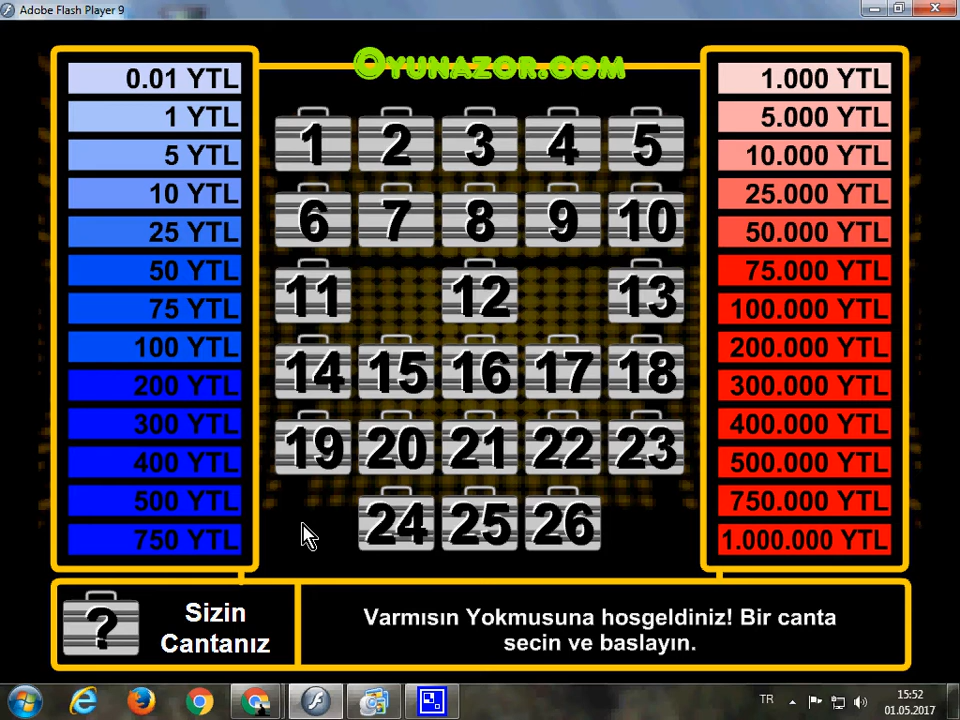 Adobe Flash Player 9
OYUNAZOR.COM
0.01 YTL
1 YTL
5 YTL
10 YTL
25 YTL
50 YTL
75 YTL
100 YTL
200 YTL
300 YTL
400 YTL
500 YTL
750 YTL
1 2 3 4 5
6 7 8 9 10
11 12 13
14 15 16 17 18
19 20 21 22 23
24 25 26
1.000 YTL
5.000 YTL
10.000 YTL
25.000 YTL
50.000 YTL
75.000 YTL
100.000 YTL
200.000 YTL
300.000 YTL
400.000 YTL
500.000 YTL
750.000 YTL
1.000.000 YTL
?
Sizin
Cantanız
Varmısın Yokmusuna hosgeldiniz! Bir canta
secin ve baslayın.
TR
15:52
01.05.2017